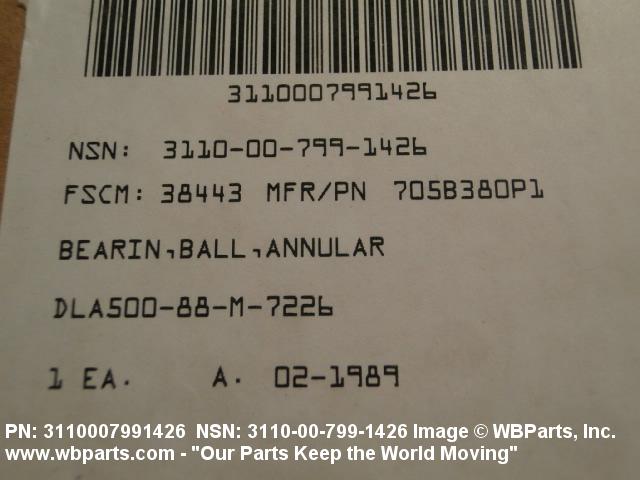 3110007991426
NSN: 3110-00-799-1426
FSCM: 38443 MFR/PN 705B380P1
BEARIN,BALL,ANNULAR
DLA500-88-M-7226
1 EA. A. 02-1989
PN: 3110007991426 NSN: 3110-00-799-1426 Image © WBParts, Inc.
www.wbparts.com - "Our Parts Keep the World Moving"